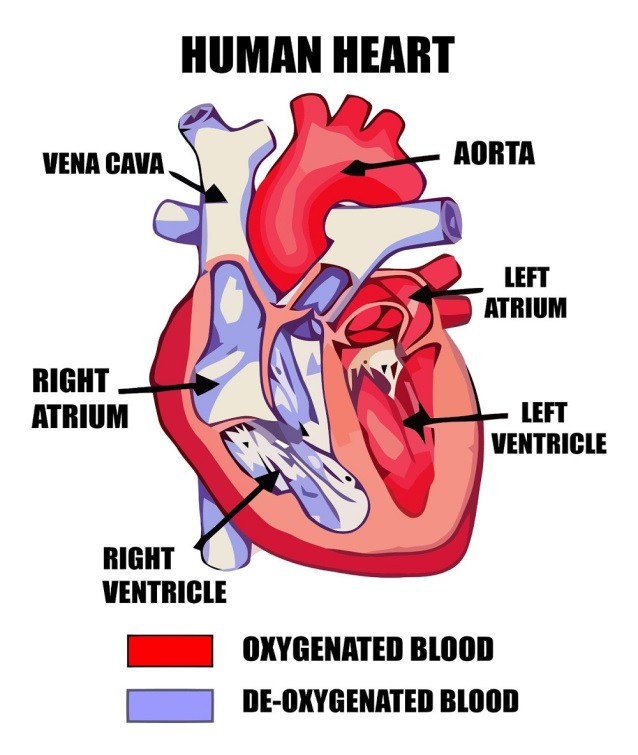 HUMAN HEART
VENA CAVA
AORTA
LEFT
ATRIUM
RIGHT
ATRIUM
LEFT
VENTRICLE
RIGHT
VENTRICLE
OXYGENATED BLOOD
DE-OXYGENATED BLOOD